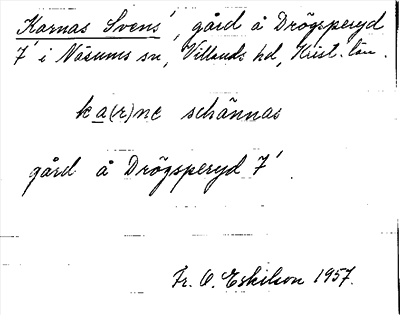 Karnas Svens', gård å Drögsperyd
7' i Näsums sn, Villands hd, Krist. län.
ka(r)ne schännas
gård å Drögsperyd 7'.
Fr. O. Eskilson 1957.